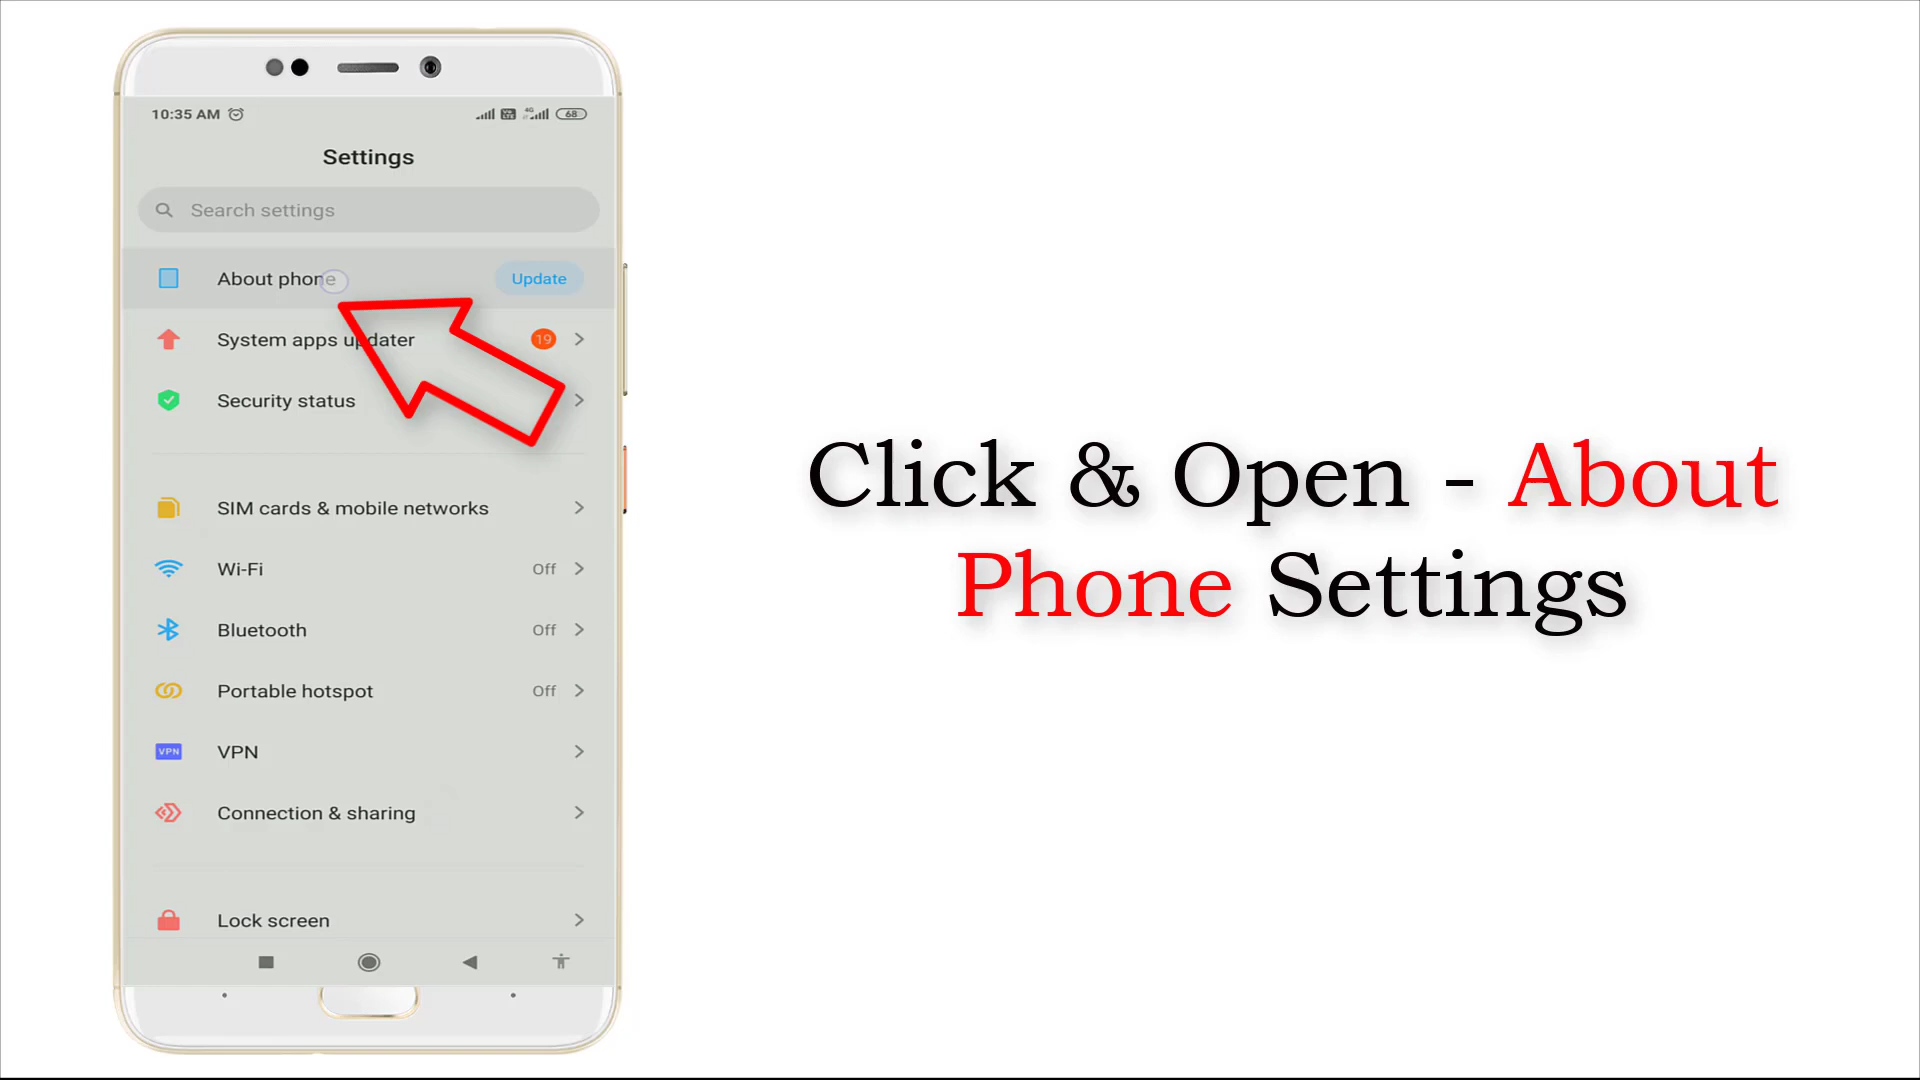 10:35 AM
4G
68
Settings
Search settings
About phone
Update
System apps updater
19
Security status
SIM cards & mobile networks
Wi-Fi
Off
Bluetooth
Off
Portable hotspot
Off
VPN
VPN
Connection & sharing
Lock screen
Click & Open - About
Phone Settings